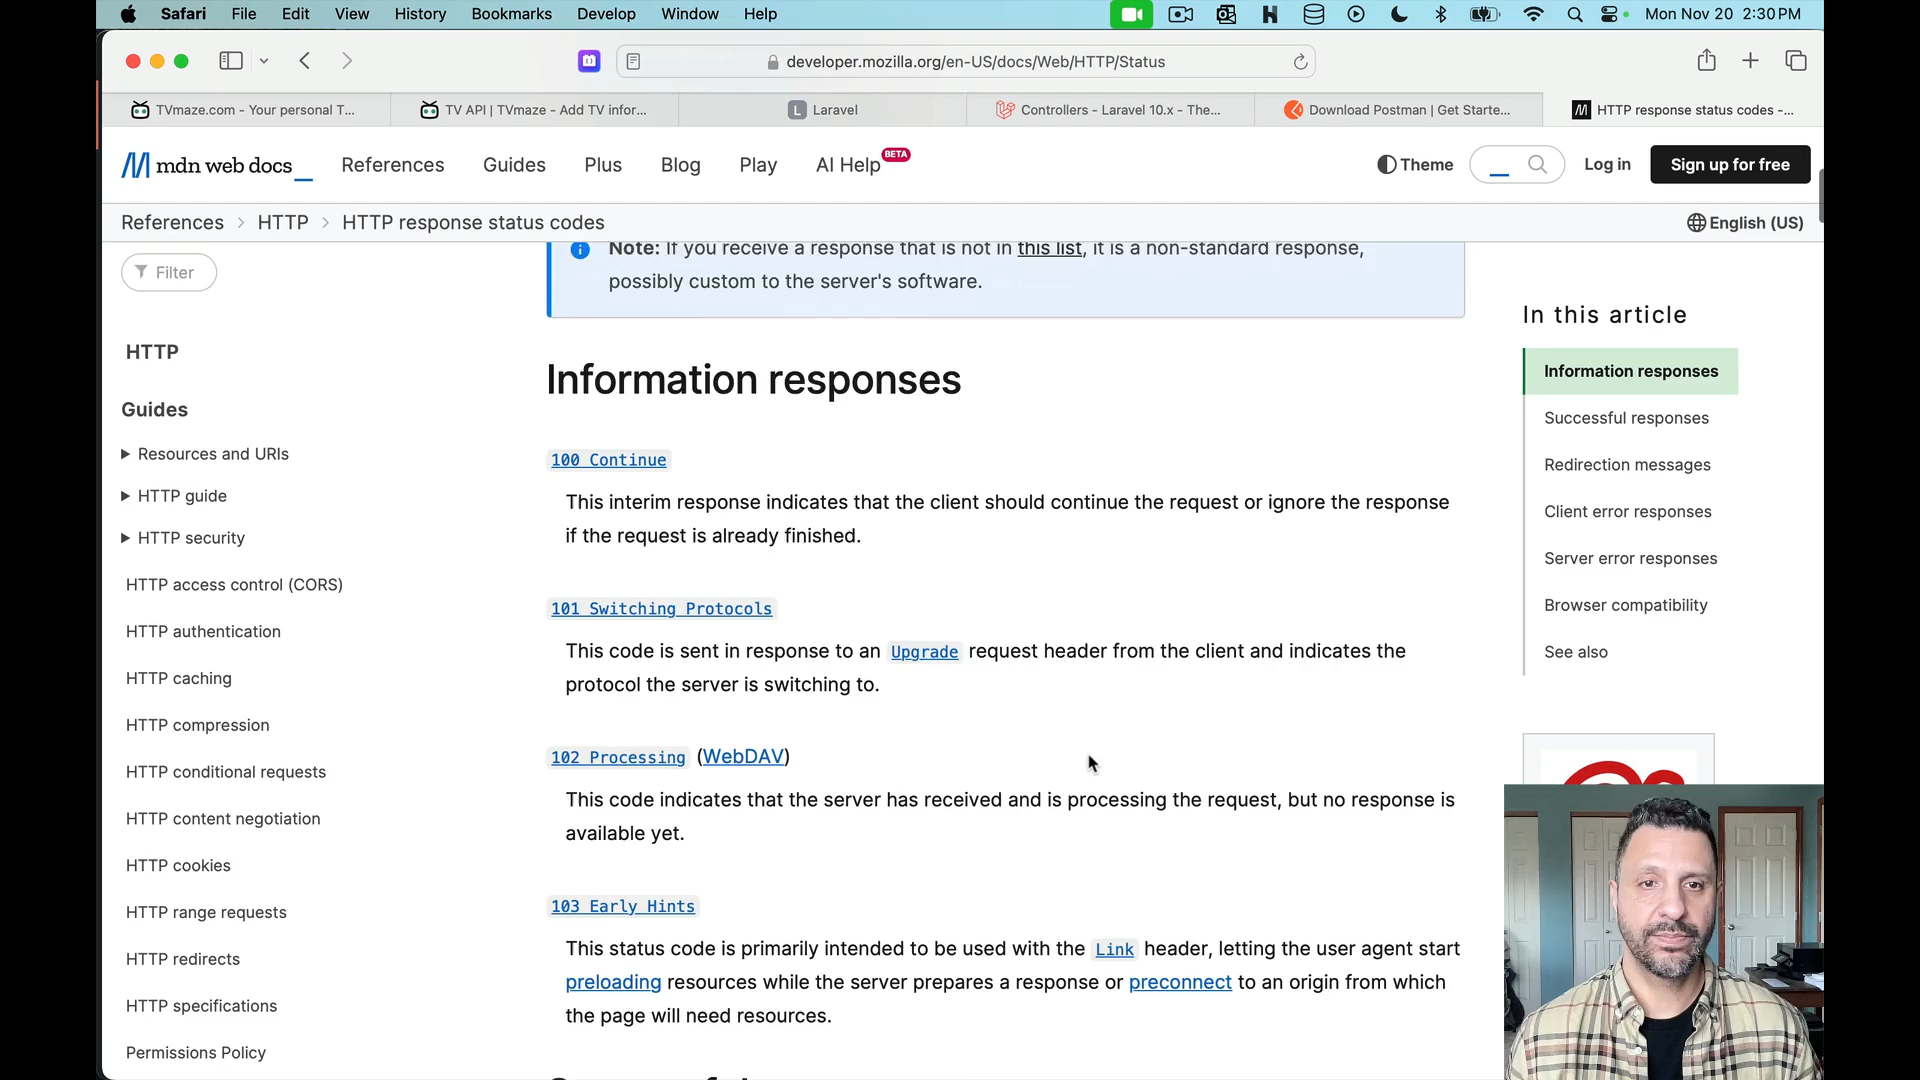 Safari File Edit View History Bookmarks Develop Window Help Mon Nov 20 2:30 PM
developer.mozilla.org/en-US/docs/Web/HTTP/Status
TVmaze.com - Your personal T... TV API | TVmaze - Add TV infor... L Laravel Controllers - Laravel 10.x - The... Download Postman | Get Starte... HTTP response status codes -...
mdn web docs_ References Guides Plus Blog Play AI Help BETA Theme Log in Sign up for free
References > HTTP > HTTP response status codes English (US)
Filter
HTTP
Guides
Resources and URIs
HTTP guide
HTTP security
HTTP access control (CORS)
HTTP authentication
HTTP caching
HTTP compression
HTTP conditional requests
HTTP content negotiation
HTTP cookies
HTTP range requests
HTTP redirects
HTTP specifications
Permissions Policy
Note: If you receive a response that is not in this list, it is a non-standard response,
possibly custom to the server's software.
Information responses
100 Continue
This interim response indicates that the client should continue the request or ignore the response
if the request is already finished.
101 Switching Protocols
This code is sent in response to an Upgrade request header from the client and indicates the
protocol the server is switching to.
102 Processing (WebDAV)
This code indicates that the server has received and is processing the request, but no response is
available yet.
103 Early Hints
This status code is primarily intended to be used with the Link header, letting the user agent start
preloading resources while the server prepares a response or preconnect to an origin from which
the page will need resources.
In this article
Information responses
Successful responses
Redirection messages
Client error responses
Server error responses
Browser compatibility
See also